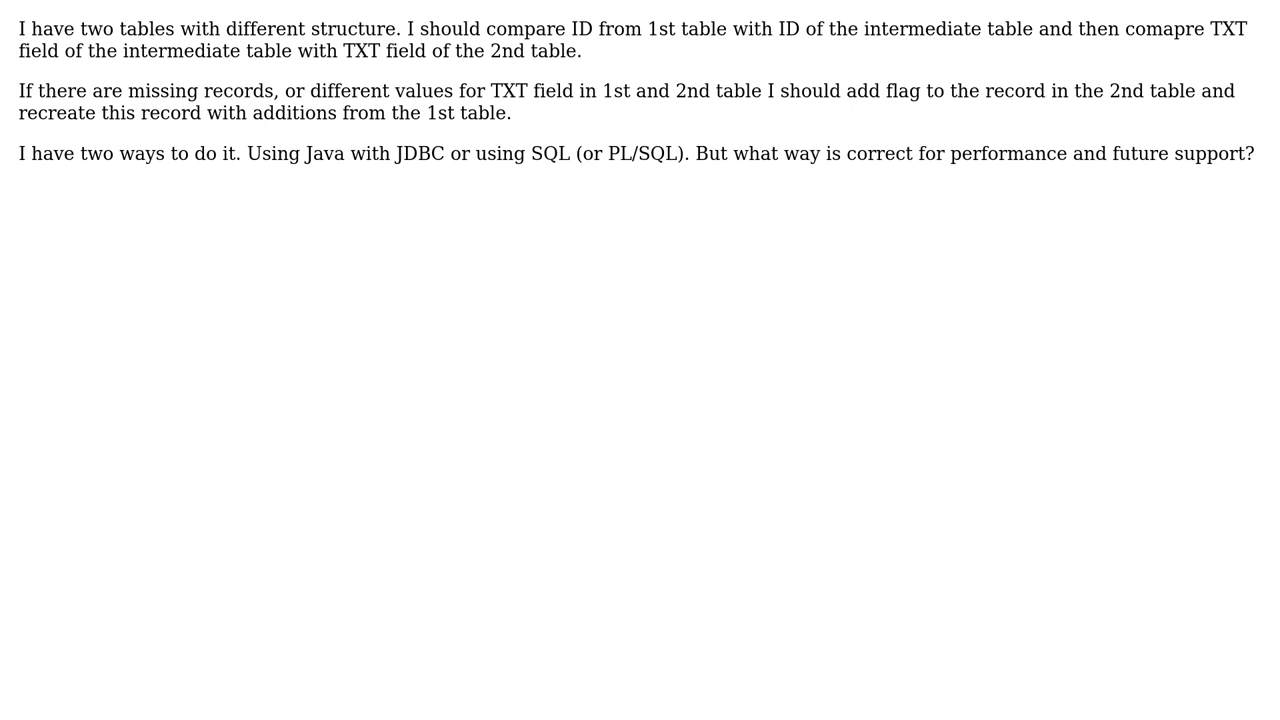 I have two tables with different structure. I should compare ID from 1st table with ID of the intermediate table and then comapre TXT
field of the intermediate table with TXT field of the 2nd table.
If there are missing records, or different values for TXT field in 1st and 2nd table I should add flag to the record in the 2nd table and
recreate this record with additions from the 1st table.
I have two ways to do it. Using Java with JDBC or using SQL (or PL/SQL). But what way is correct for performance and future support?